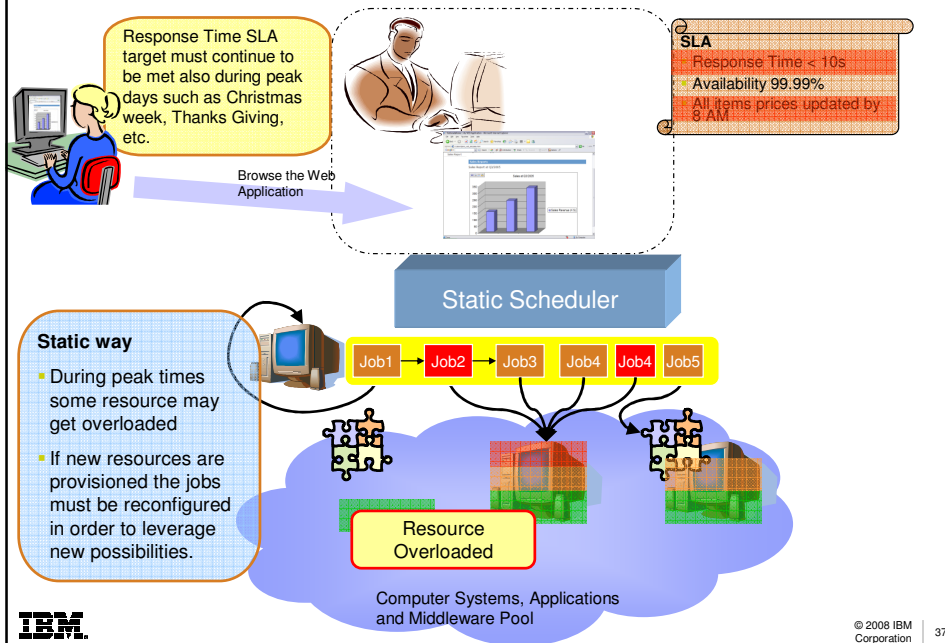 Response Time SLA
target must continue to
be met also during peak
days such as Christmas
week, Thanks Giving,
etc.
SLA
Response Time < 10s
Availability 99.99%
All items prices updated by
8 AM
Browse the Web
Application
Static Scheduler
Static way
During peak times
some resource may
get overloaded
If new resources are
provisioned the jobs
must be reconfigured
in order to leverage
new possibilities.
Job1 Job2 Job3 Job4 Job4 Job5
Resource
Overloaded
Computer Systems, Applications
and Middleware Pool
IBM.
© 2008 IBM
Corporation
37